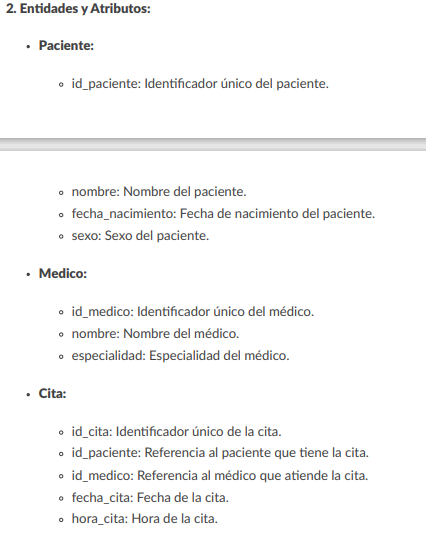 2. Entidades y Atributos:
• Paciente:
◦ id_paciente: Identificador único del paciente.
◦ nombre: Nombre del paciente.
◦ fecha_nacimiento: Fecha de nacimiento del paciente.
◦ sexo: Sexo del paciente.
• Medico:
◦ id_medico: Identificador único del médico.
◦ nombre: Nombre del médico.
◦ especialidad: Especialidad del médico.
• Cita:
◦ id_cita: Identificador único de la cita.
◦ id_paciente: Referencia al paciente que tiene la cita.
◦ id_medico: Referencia al médico que atiende la cita.
◦ fecha_cita: Fecha de la cita.
◦ hora_cita: Hora de la cita.